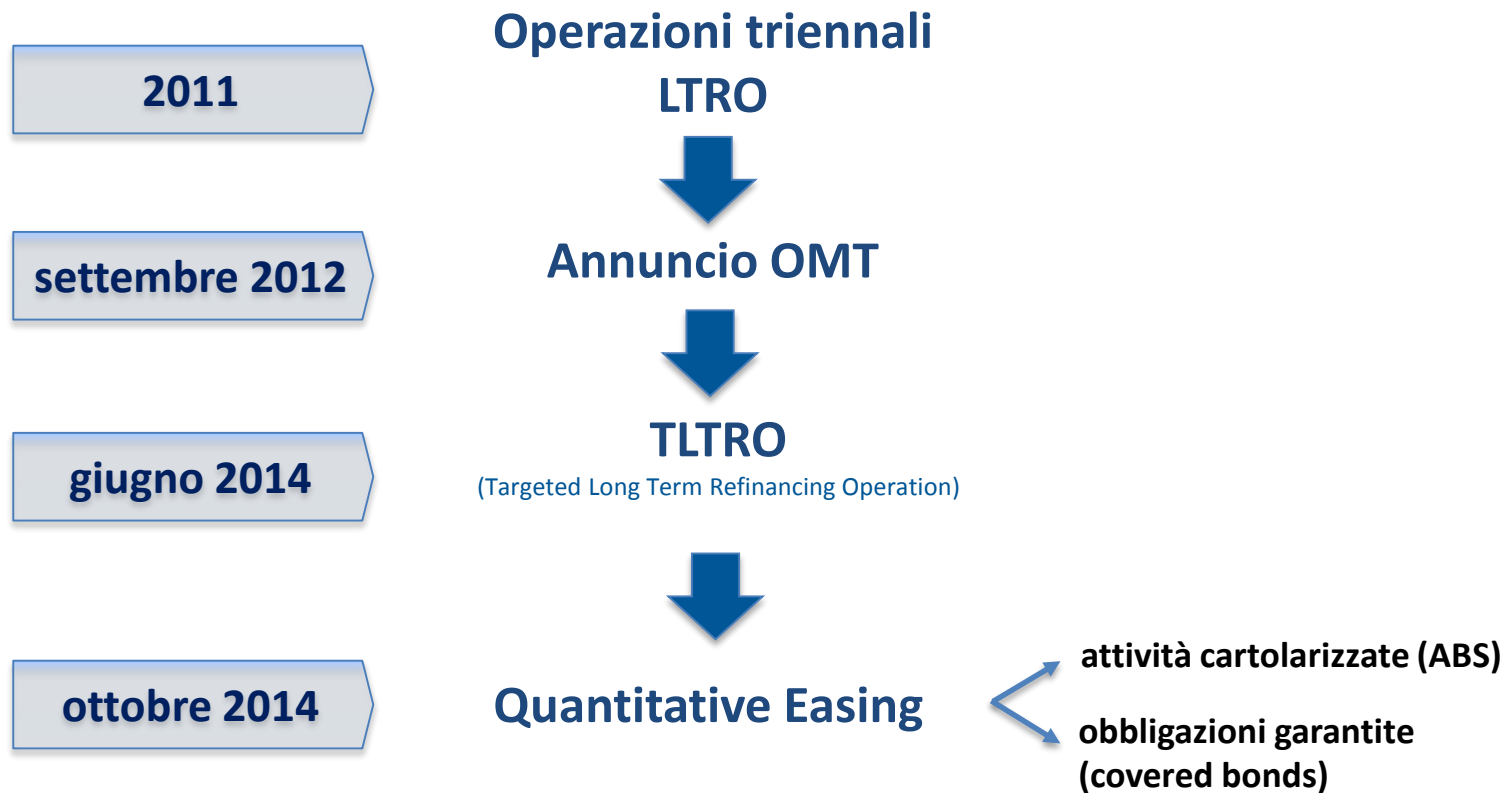 2011
Operazioni triennali
LTRO
settembre 2012
Annuncio OMT
giugno 2014
TLTRO
(Targeted Long Term Refinancing Operation)
ottobre 2014
Quantitative Easing
attività cartolarizzate (ABS)
obbligazioni garantite
(covered bonds)